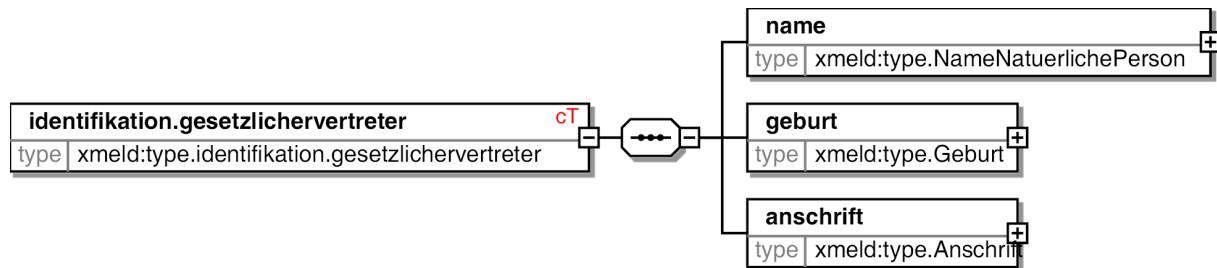 name
type xmeld:type.NameNatuerlichePerson
identifikation.gesetzlichervertreter cT
type xmeld:type.identifikation.gesetzlichervertreter
geburt
type xmeld:type.Geburt
anschrift
type xmeld:type.Anschrift